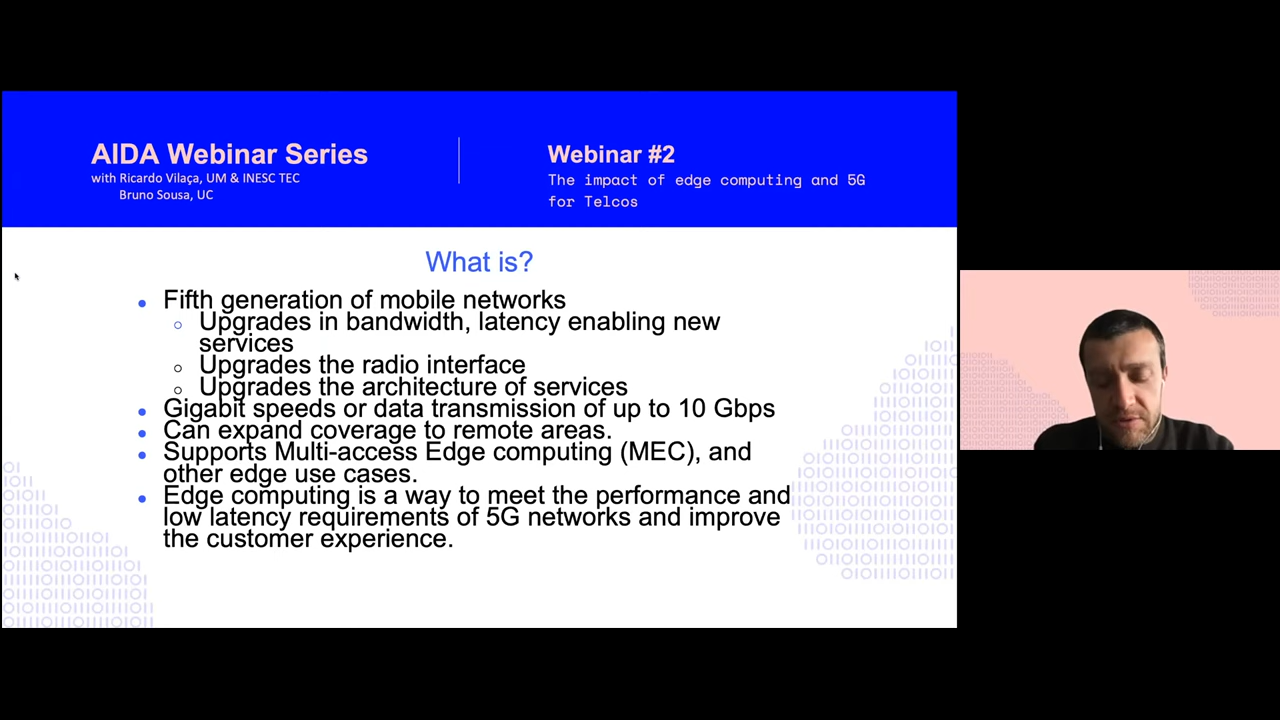 AIDA Webinar Series
with Ricardo Vilaça, UM & INESC TEC
Bruno Sousa, UC
Webinar #2
The impact of edge computing and 5G
for Telcos
What is?
Fifth generation of mobile networks
Upgrades in bandwidth, latency enabling new
services
Upgrades the radio interface
Upgrades the architecture of services
Gigabit speeds or data transmission of up to 10 Gbps
Can expand coverage to remote areas.
Supports Multi-access Edge computing (MEC), and
other edge use cases.
Edge computing is a way to meet the performance and
low latency requirements of 5G networks and improve
the customer experience.